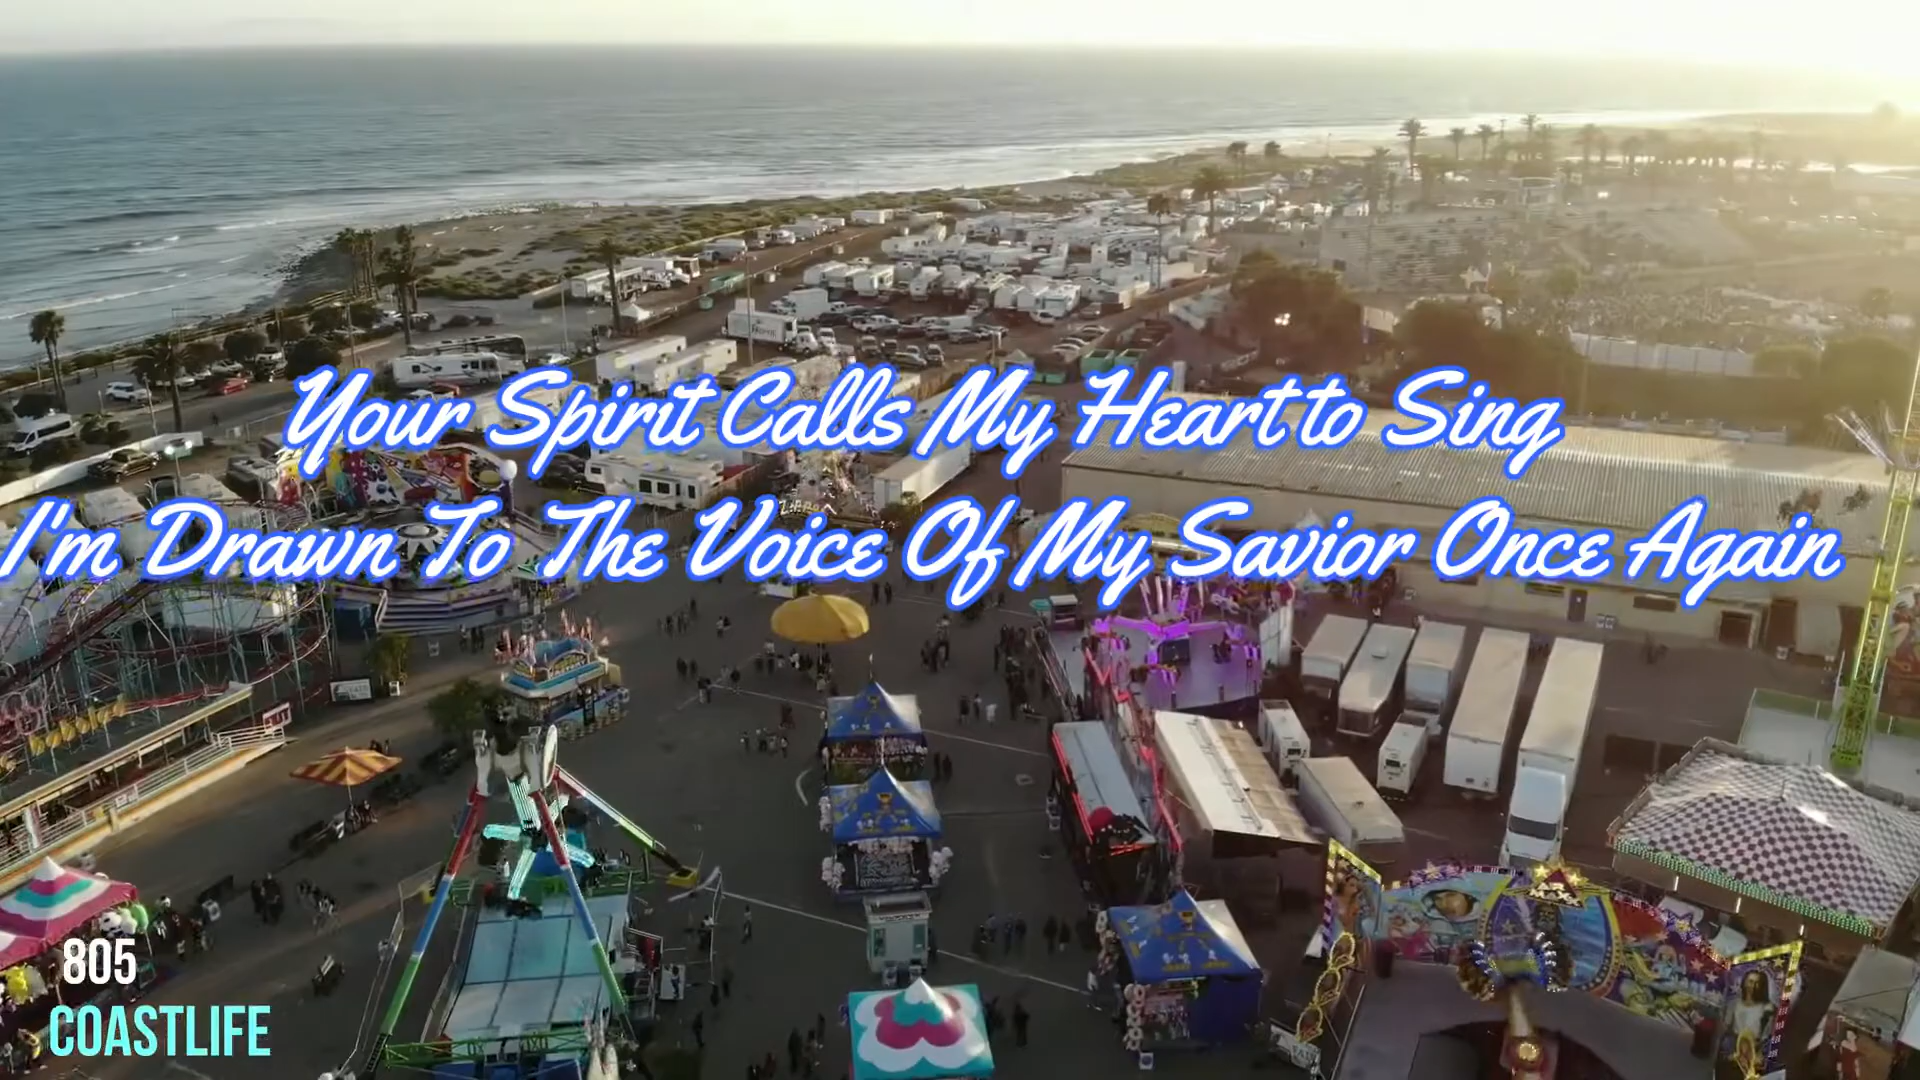 Your Spirit Calls My Heart to Sing
I'm Drawn To The Voice Of My Savior Once Again
805
COASTLIFE